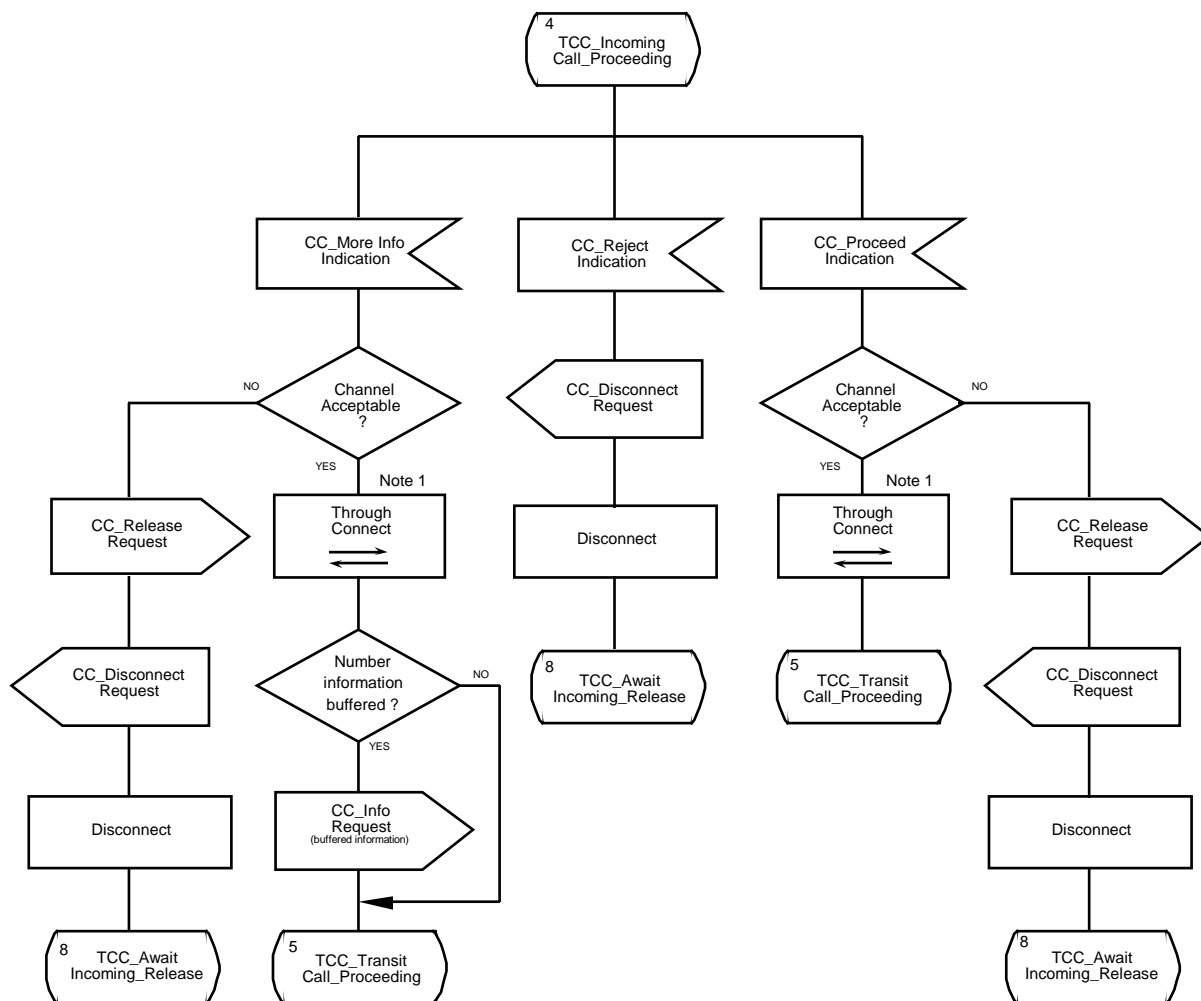 4
TCC_Incoming
Call_Proceeding
CC_More Info
Indication
CC_Reject
Indication
CC_Proceed
Indication
NO
Channel
Acceptable
?
YES
CC_Disconnect
Request
Channel
Acceptable
?
NO
YES
Note 1
Note 1
CC_Release
Request
Through
Connect
Disconnect
Through
Connect
CC_Release
Request
CC_Disconnect
Request
Number
information
buffered ?
NO
YES
8
TCC_Await
Incoming_Release
5
TCC_Transit
Call_Proceeding
CC_Disconnect
Request
Disconnect
CC_Info
Request
(buffered information)
Disconnect
8
TCC_Await
Incoming_Release
5
TCC_Transit
Call_Proceeding
8
TCC_Await
Incoming_Release